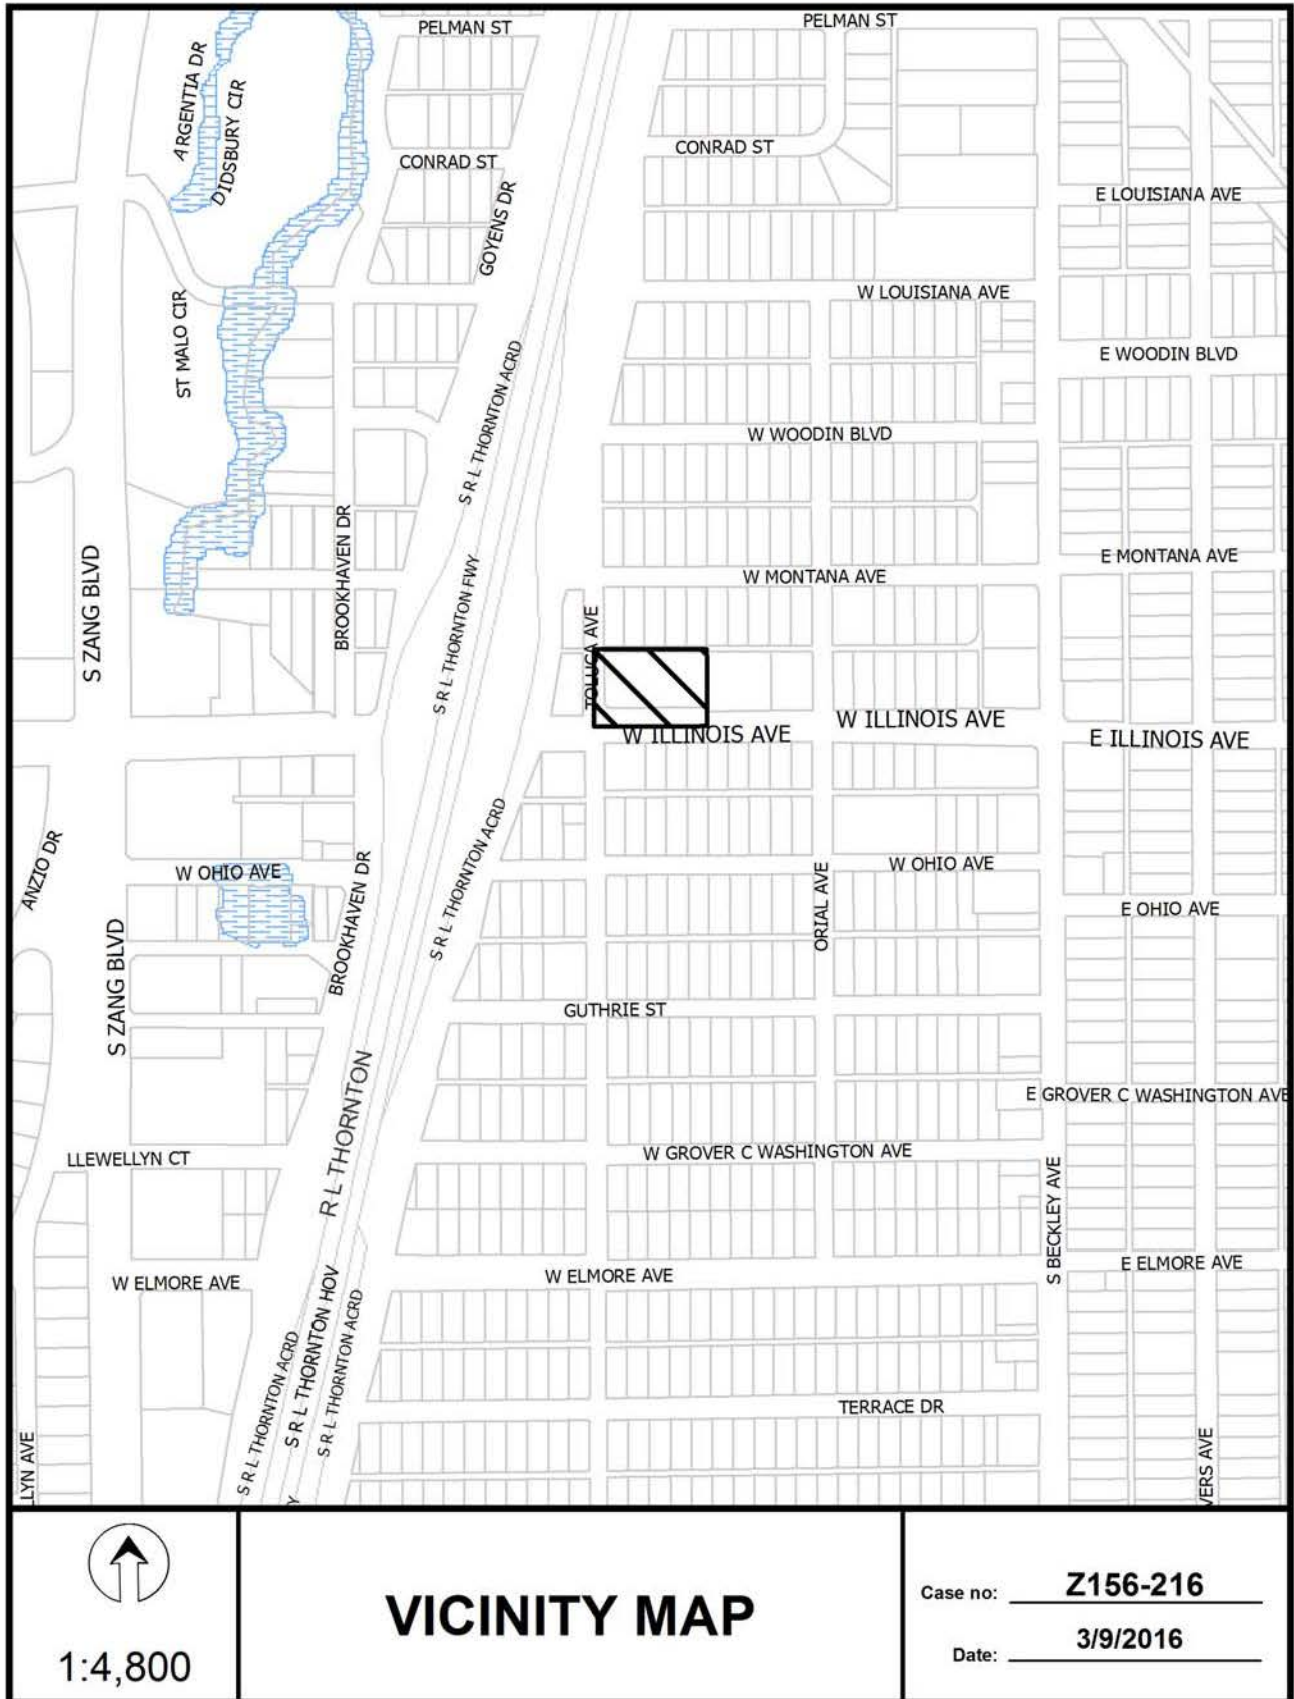 PELMAN ST
PELMAN ST
ARGENTIA DR
DIDSBURY CIR
CONRAD ST
CONRAD ST
GOYENS DR
E LOUISIANA AVE
W LOUISIANA AVE
ST MALO CIR
S R L THORNTON ACRD
E WOODIN BLVD
W WOODIN BLVD
S ZANG BLVD
BROOKHAVEN DR
S R L THORNTON FWY
W MONTANA AVE
E MONTANA AVE
TOLUCA AVE
W ILLINOIS AVE
W ILLINOIS AVE
E ILLINOIS AVE
ANZIO DR
W OHIO AVE
BROOKHAVEN DR
S R L THORNTON ACRD
ORIAL AVE
W OHIO AVE
E OHIO AVE
S ZANG BLVD
GUTHRIE ST
R L THORNTON
E GROVER C WASHINGTON AVE
LLEWELLYN CT
W GROVER C WASHINGTON AVE
S BECKLEY AVE
W ELMORE AVE
W ELMORE AVE
E ELMORE AVE
S R L THORNTON ACRD
S R L THORNTON HOV
S R L THORNTON ACRD
TERRACE DR
LLYN AVE
Y
VERS AVE
1:4,800
VICINITY MAP
Case no: Z156-216
Date: 3/9/2016